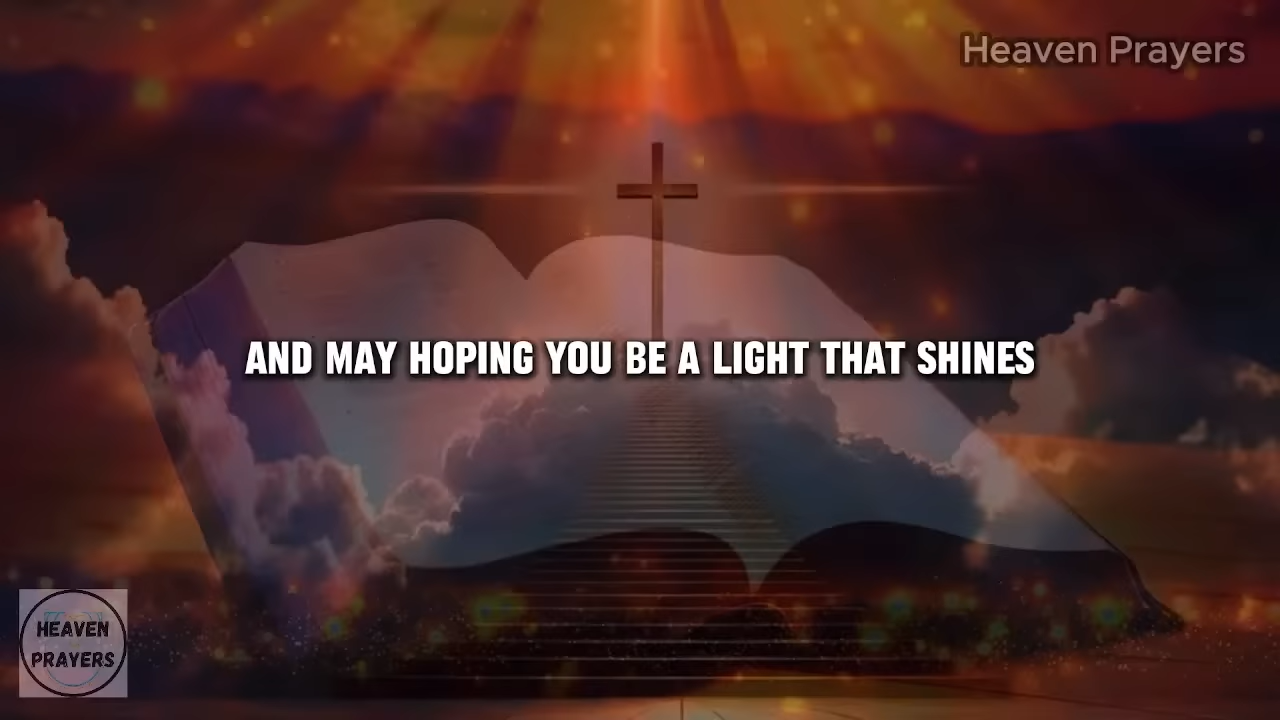 Heaven Prayers
AND MAY HOPING YOU BE A LIGHT THAT SHINES
HEAVEN
PRAYERS